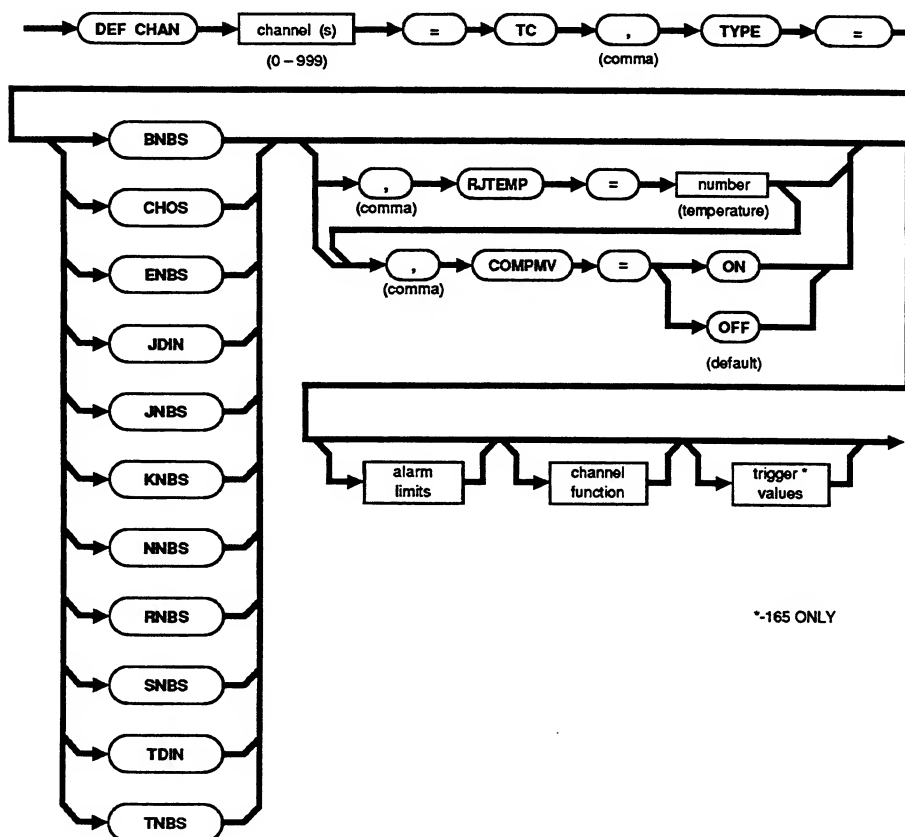 DEF CHAN channel (s) = TC , TYPE =
(0 – 999) (comma)
BNBS
CHOS
ENBS
JDIN
JNBS
KNBS
NNBS
RNBS
SNBS
TDIN
TNBS
, RJTEMP = number
(comma) (temperature)
, COMPMV = ON
(comma)
OFF
(default)
alarm
limits
channel
function
trigger *
values
*-165 ONLY